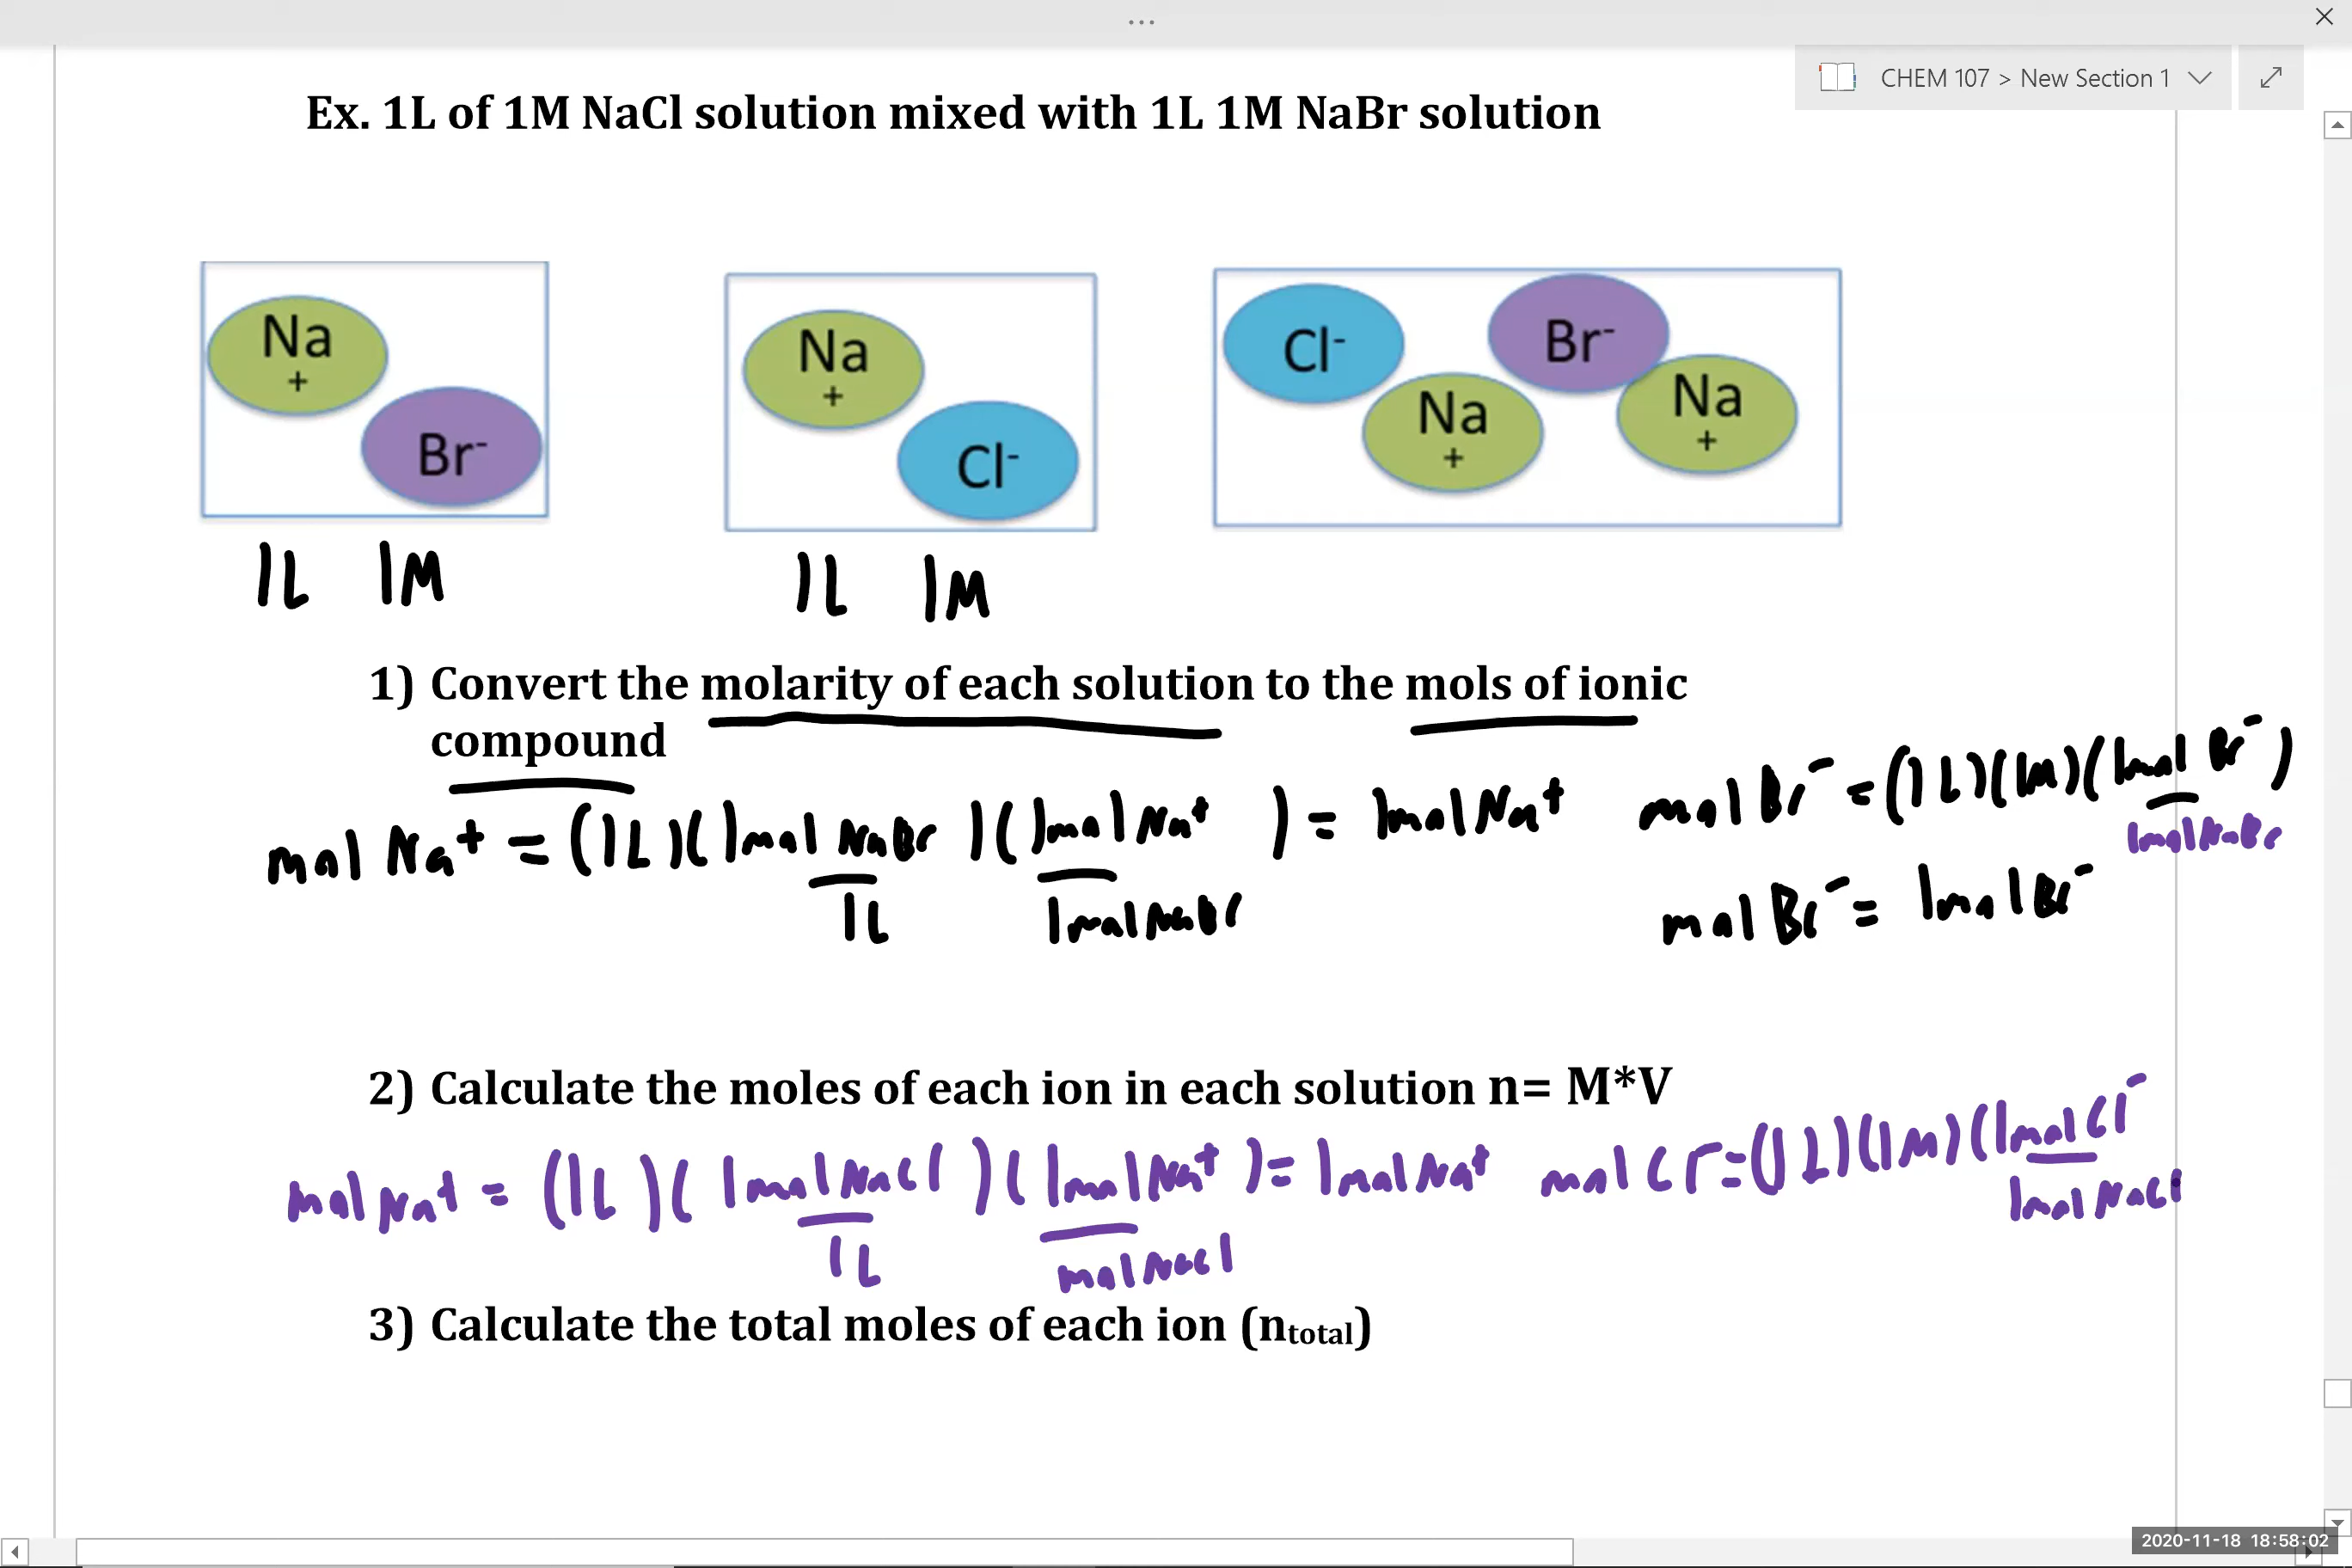 ...
CHEM 107 > New Section 1
Ex. 1L of 1M NaCl solution mixed with 1L 1M NaBr solution
Na
+
Br-
Na
+
Cl-
Cl-
Br-
Na
+
Na
+
1L 1M
1L 1M
1) Convert the molarity of each solution to the mols of ionic
compound
mol Na+ = (1L)(1mol NaBr / 1L)(1mol Na+ / 1mol NaBr) = 1mol Na+
mol Br- = (1L)(1M)(1mol Br- / 1mol NaBr)
mol Br- = 1mol Br-
2) Calculate the moles of each ion in each solution n= M*V
mol Na+ = (1L)(1mol NaCl / 1L)(1mol Na+ / mol NaCl) = 1mol Na+
mol Cl- = (1L)(1M)(1mol Cl- / 1mol NaCl
3) Calculate the total moles of each ion (ntotal)
2020-11-18 18:58:02